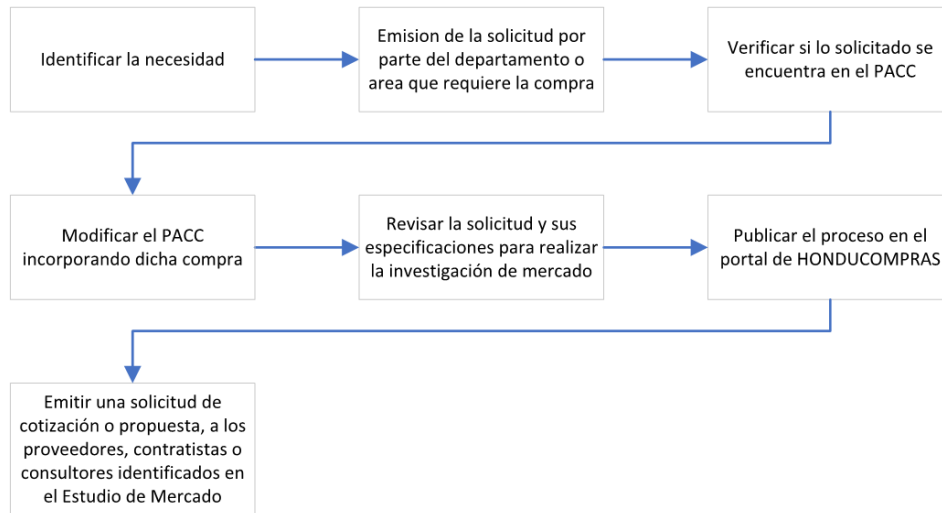 Identificar la necesidad
Emision de la solicitud por
parte del departamento o
area que requiere la compra
Verificar si lo solicitado se
encuentra en el PACC
Modificar el PACC
incorporando dicha compra
Revisar la solicitud y sus
especificaciones para realizar
la investigación de mercado
Publicar el proceso en el
portal de HONDUCOMPRAS
Emitir una solicitud de
cotización o propuesta, a los
proveedores, contratistas o
consultores identificados en
el Estudio de Mercado